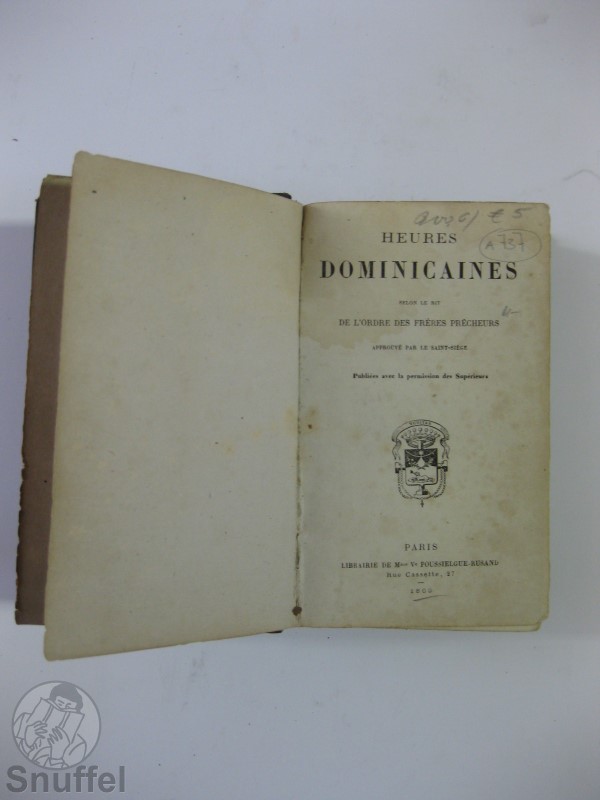 € 5
A 737
HEURES
DOMINICAINES
SELON LE RIT
DE L'ORDRE DES FRÈRES PRÊCHEURS
APPROUVÉ PAR LE SAINT-SIÈGE
Publiées avec la permission des Supérieurs
PARIS
LIBRAIRIE DE Mme Ve POUSSIELGUE-RUSAND
Rue Cassette, 27
Snuffel